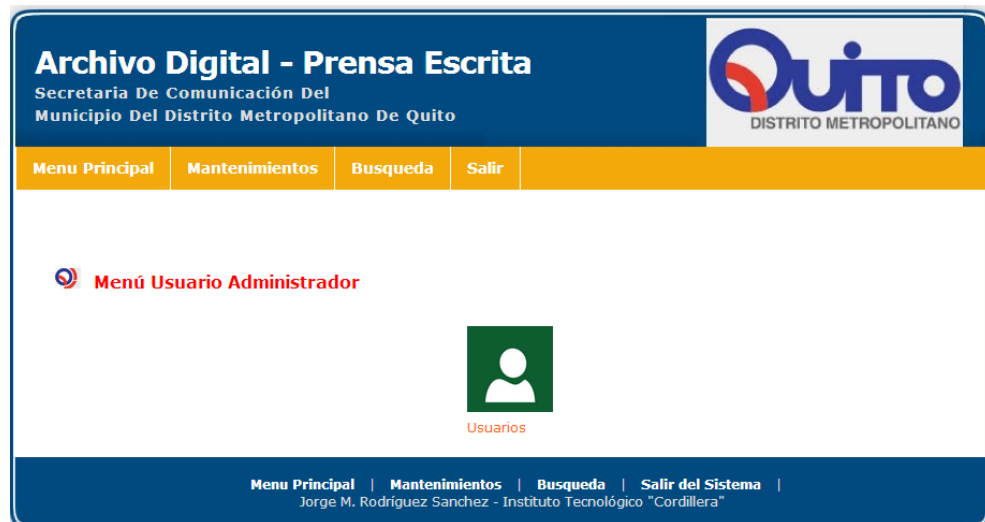 Archivo Digital - Prensa Escrita
Secretaria De Comunicación Del
Municipio Del Distrito Metropolitano De Quito
QUiTO
DISTRITO METROPOLITANO
Menu Principal Mantenimientos Busqueda Salir
Menú Usuario Administrador
Usuarios
Menu Principal | Mantenimientos | Busqueda | Salir del Sistema |
Jorge M. Rodríguez Sanchez - Instituto Tecnológico "Cordillera"